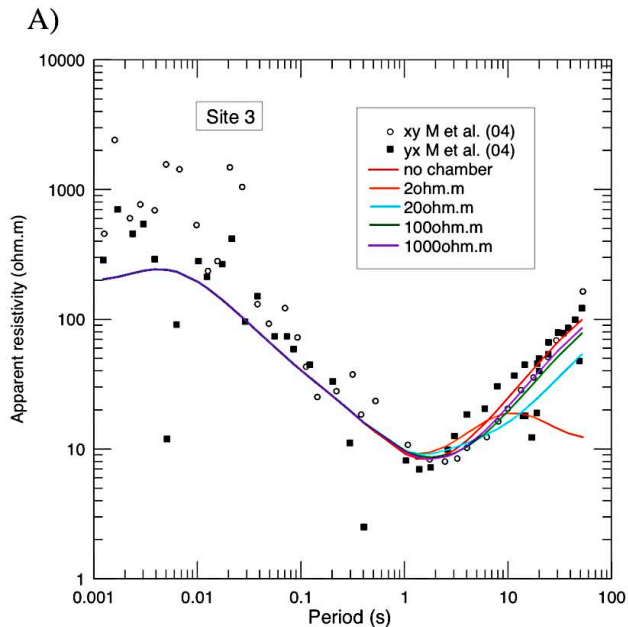 A)
10000
1000
100
10
1
Apparent resistivity (ohm.m)
Site 3
xy M et al. (04)
yx M et al. (04)
no chamber
2ohm.m
20ohm.m
100ohm.m
1000ohm.m
0.001 0.01 0.1 1 10 100
Period (s)